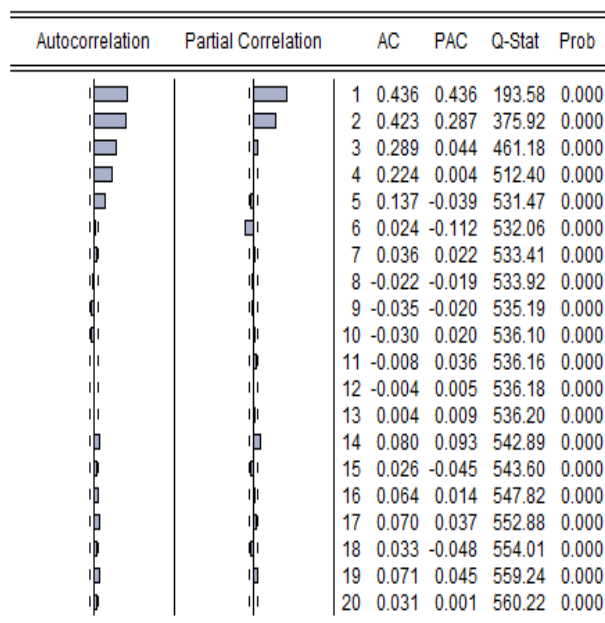 Autocorrelation Partial Correlation AC PAC Q-Stat Prob
1 0.436 0.436 193.58 0.000
2 0.423 0.287 375.92 0.000
3 0.289 0.044 461.18 0.000
4 0.224 0.004 512.40 0.000
5 0.137 -0.039 531.47 0.000
6 0.024 -0.112 532.06 0.000
7 0.036 0.022 533.41 0.000
8 -0.022 -0.019 533.92 0.000
9 -0.035 -0.020 535.19 0.000
10 -0.030 0.020 536.10 0.000
11 -0.008 0.036 536.16 0.000
12 -0.004 0.005 536.18 0.000
13 0.004 0.009 536.20 0.000
14 0.080 0.093 542.89 0.000
15 0.026 -0.045 543.60 0.000
16 0.064 0.014 547.82 0.000
17 0.070 0.037 552.88 0.000
18 0.033 -0.048 554.01 0.000
19 0.071 0.045 559.24 0.000
20 0.031 0.001 560.22 0.000